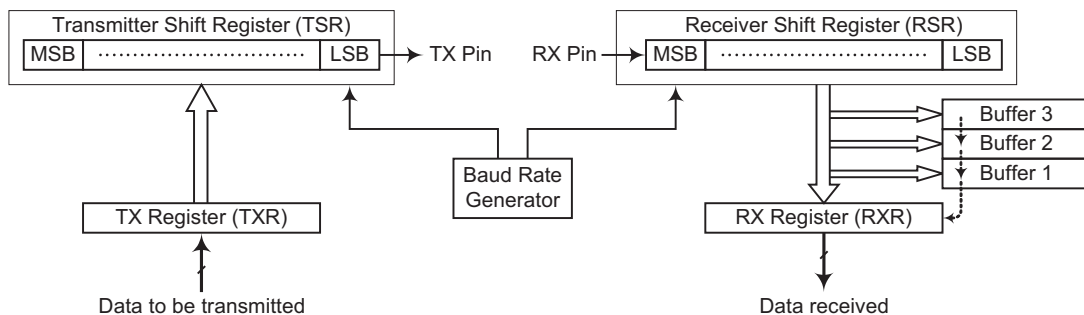 Transmitter Shift Register (TSR)
MSB
LSB
TX Pin
RX Pin
Receiver Shift Register (RSR)
MSB
LSB
Buffer 3
Buffer 2
Buffer 1
Baud Rate
Generator
TX Register (TXR)
RX Register (RXR)
Data to be transmitted
Data received